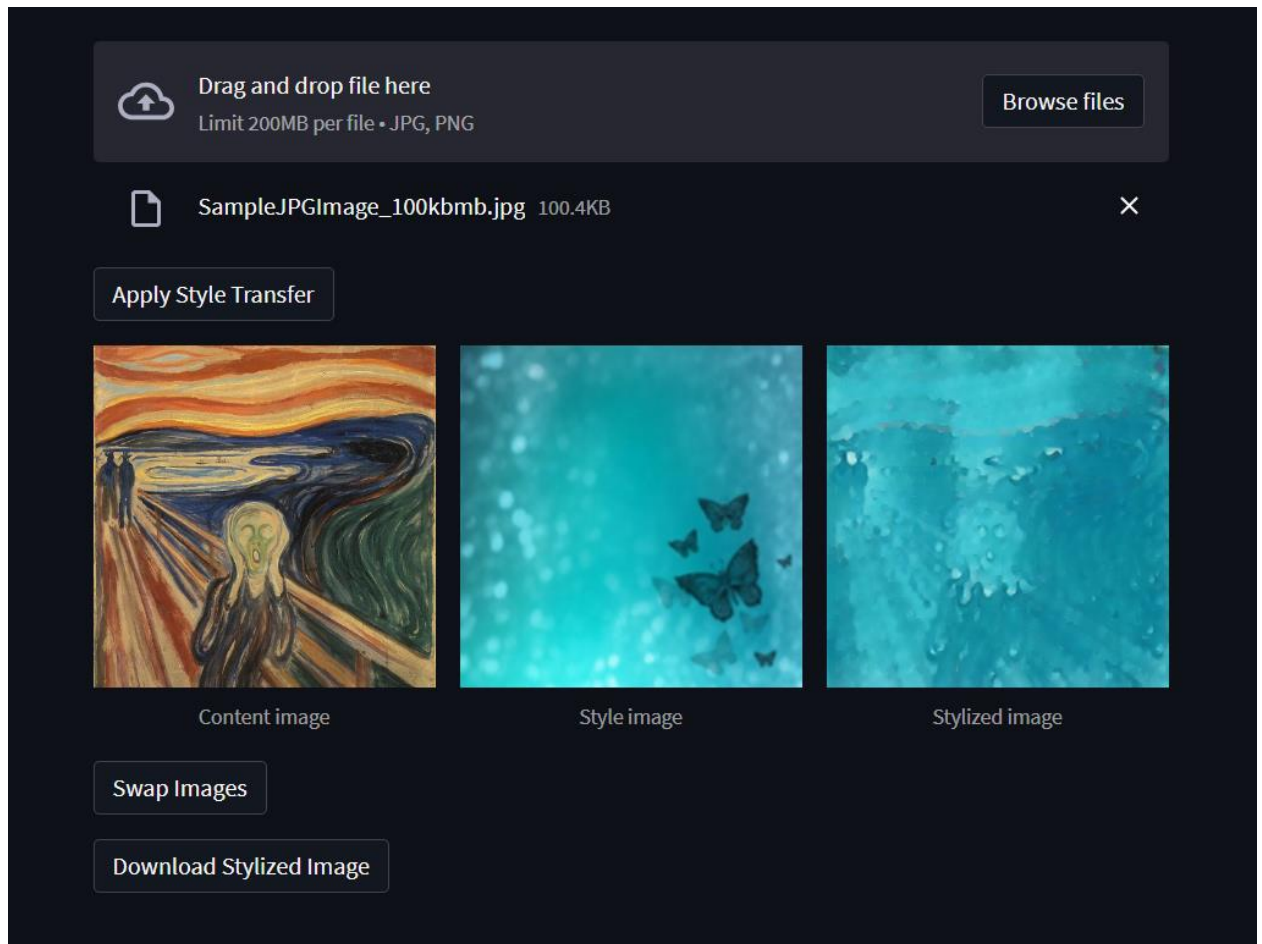 Drag and drop file here
Limit 200MB per file • JPG, PNG
Browse files
SampleJPGImage_100kbmb.jpg 100.4KB
Apply Style Transfer
Content image
Style image
Stylized image
Swap Images
Download Stylized Image